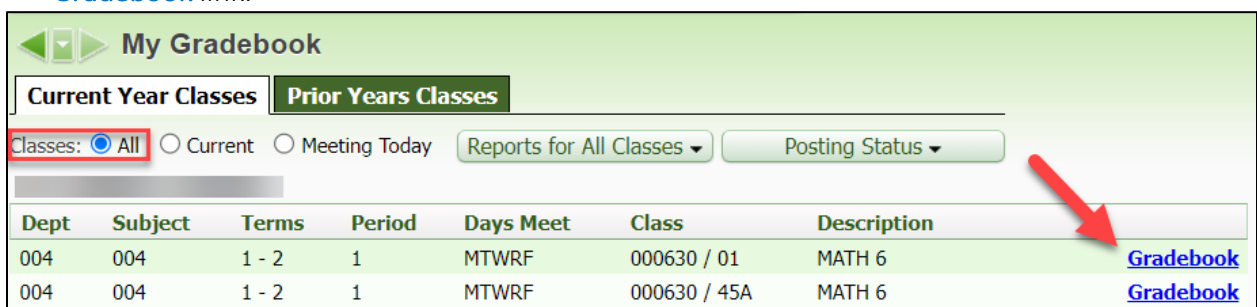 Gradebook link.
My Gradebook
Current Year Classes Prior Years Classes
Classes: All Current Meeting Today Reports for All Classes Posting Status
Dept Subject Terms Period Days Meet Class Description
004 004 1 - 2 1 MTWRF 000630 / 01 MATH 6 Gradebook
004 004 1 - 2 1 MTWRF 000630 / 45A MATH 6 Gradebook